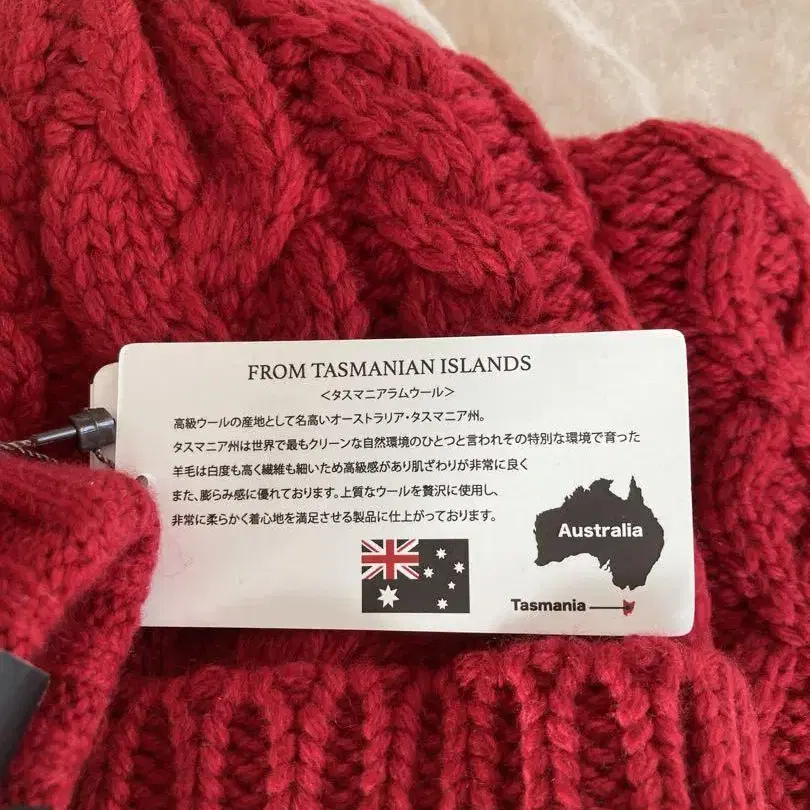 FROM TASMANIAN ISLANDS
＜タスマニアラムウール＞
高級ウールの産地として名高いオーストラリア・タスマニア州。
タスマニア州は世界で最もクリーンな自然環境のひとつと言われその特別な環境で育った
羊毛は白度も高く繊維も細いため高級感があり肌ざわりが非常に良く
また、膨らみ感に優れております。上質なウールを贅沢に使用し、
非常に柔らかく着心地を満足させる製品に仕上がっております。
Australia
Tasmania